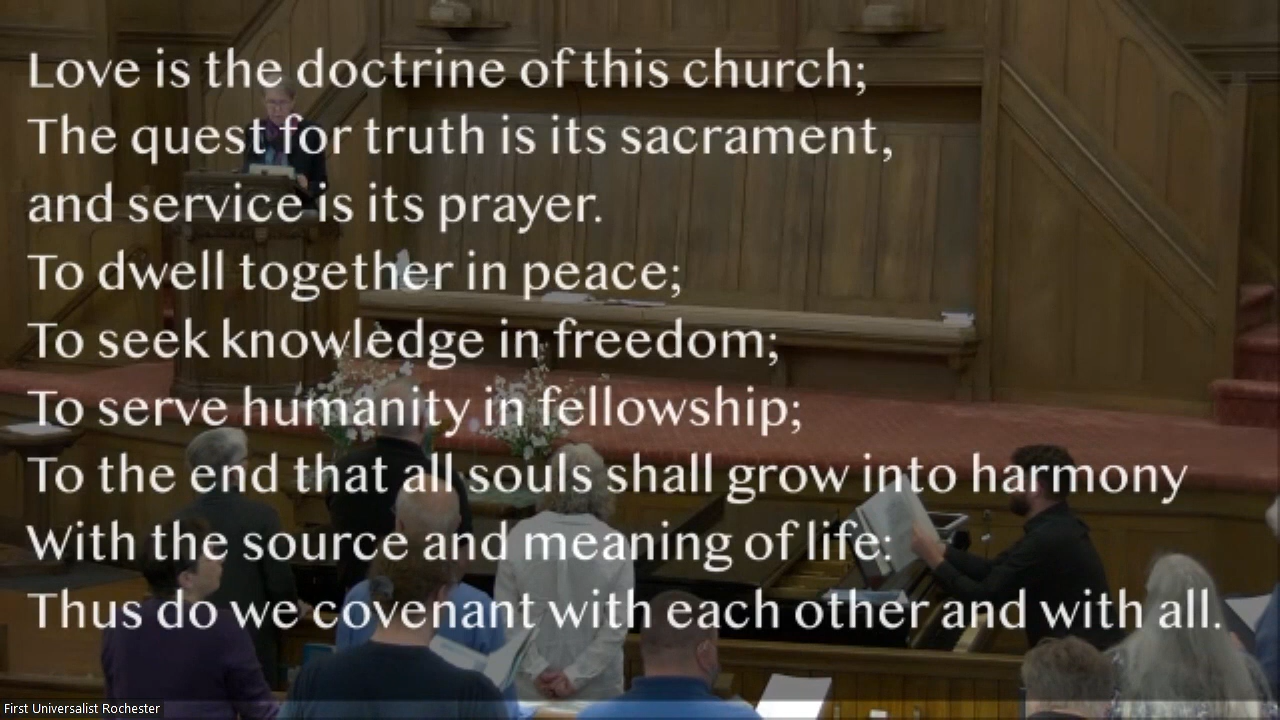 Love is the doctrine of this church;
The quest for truth is its sacrament,
and service is its prayer.
To dwell together in peace;
To seek knowledge in freedom;
To serve humanity in fellowship;
To the end that all souls shall grow into harmony
With the source and meaning of life:
Thus do we covenant with each other and with all.
First Universalist Rochester